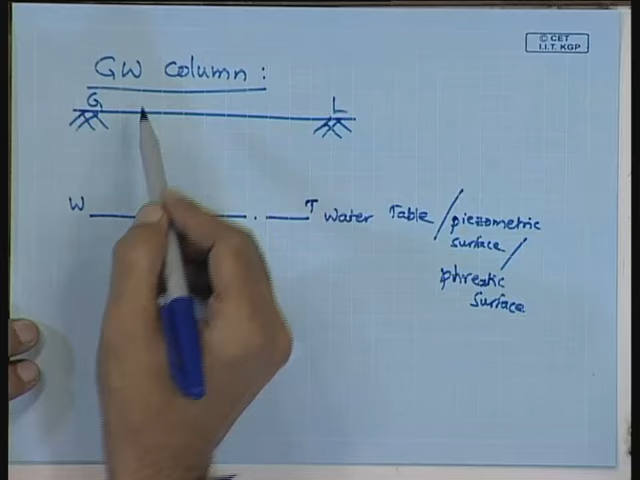 © CET
I.I.T. KGP
GW Column :
G L
W T Water Table / piezometric
surface /
phreatic
surface